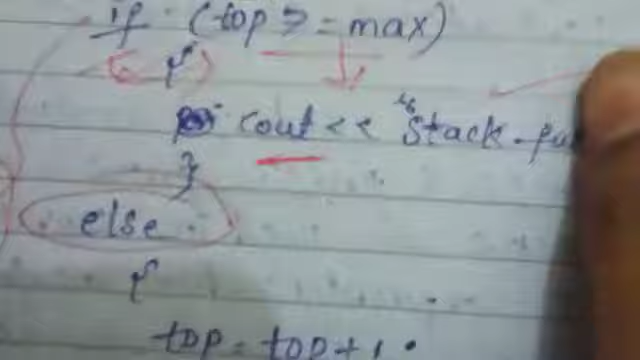 if (top >= max)
{
cout << "Stack
}
else
{
top = top + 1.